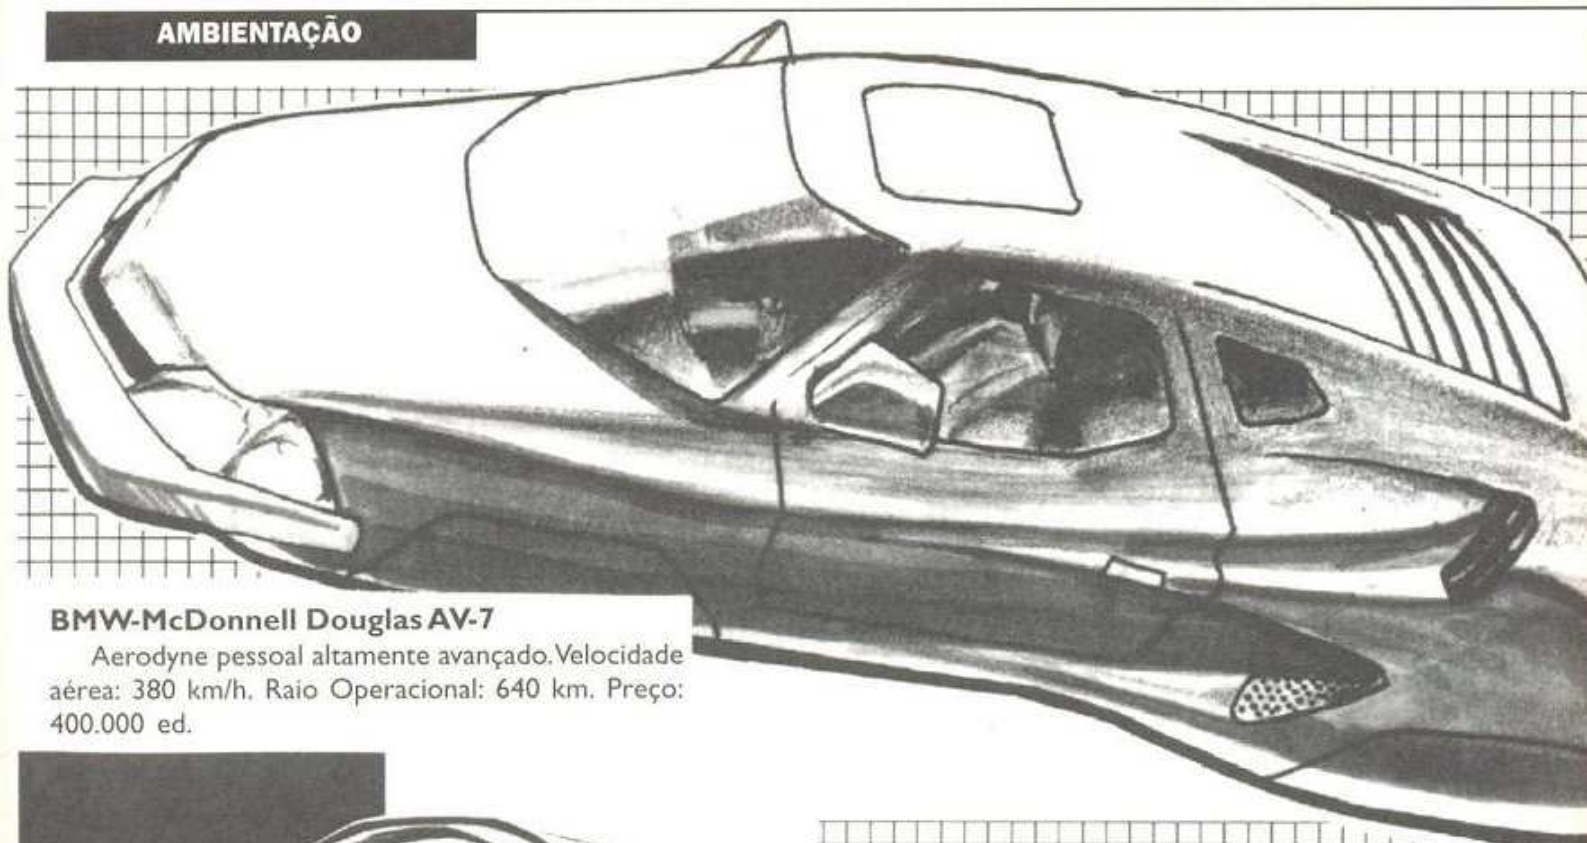 AMBIENTAÇÃO
BMW-McDonnell Douglas AV-7
Aerodyne pessoal altamente avançado. Velocidade
aérea: 380 km/h. Raio Operacional: 640 km. Preço:
400.000 ed.